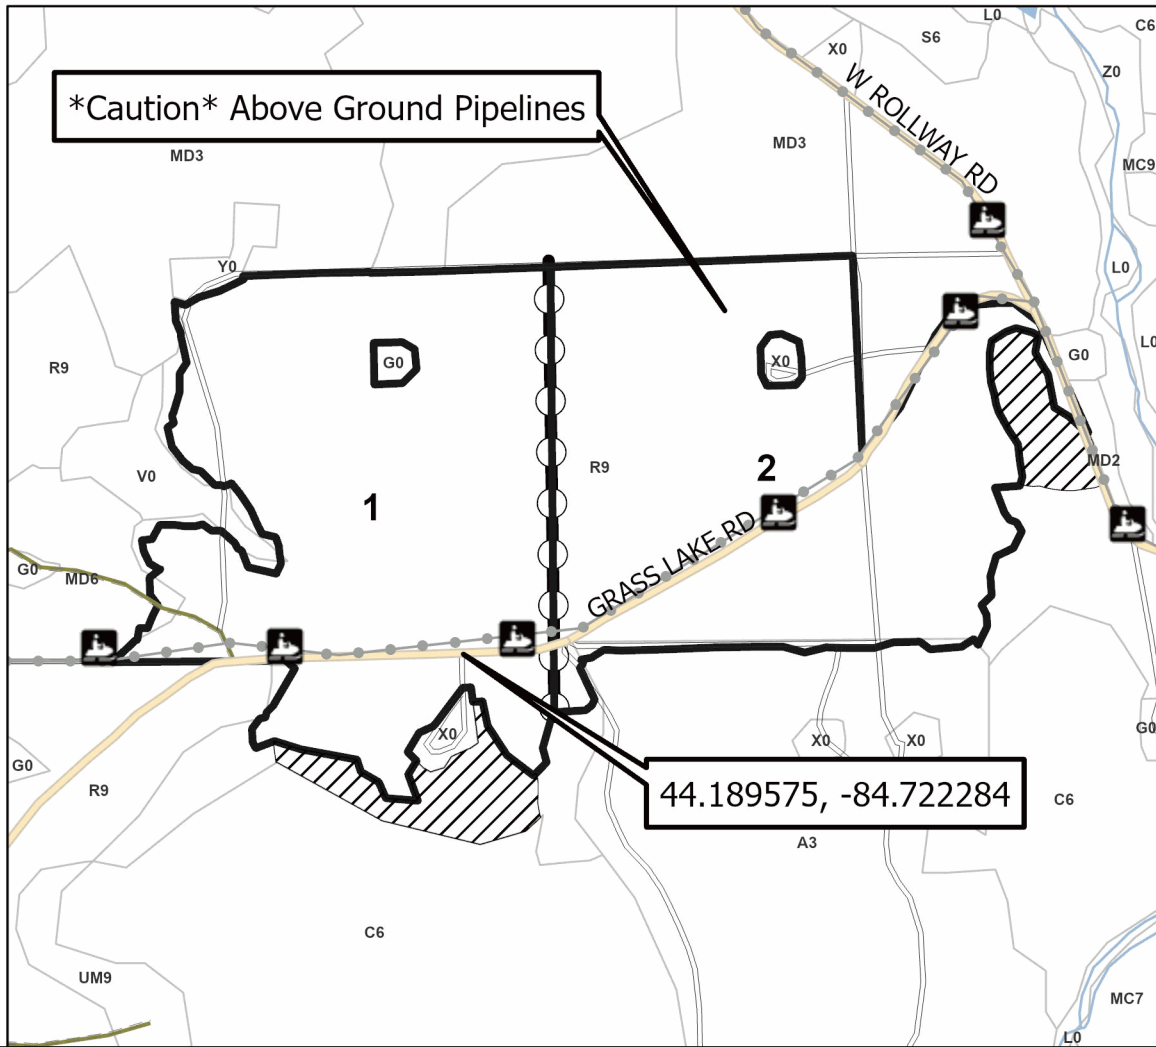 L0
C6
S6
X0
Z0
W ROLLWAY RD
*Caution* Above Ground Pipelines
MD3
MD3
MC9
Y0
L0
L0
G0
G0
X0
R9
R9
MD2
V0
1
2
GRASS LAKE RD
G0
MD6
G0
X0
X0
X0
G0
R9
44.189575, -84.722284
C6
A3
C6
UM9
MC7
L0